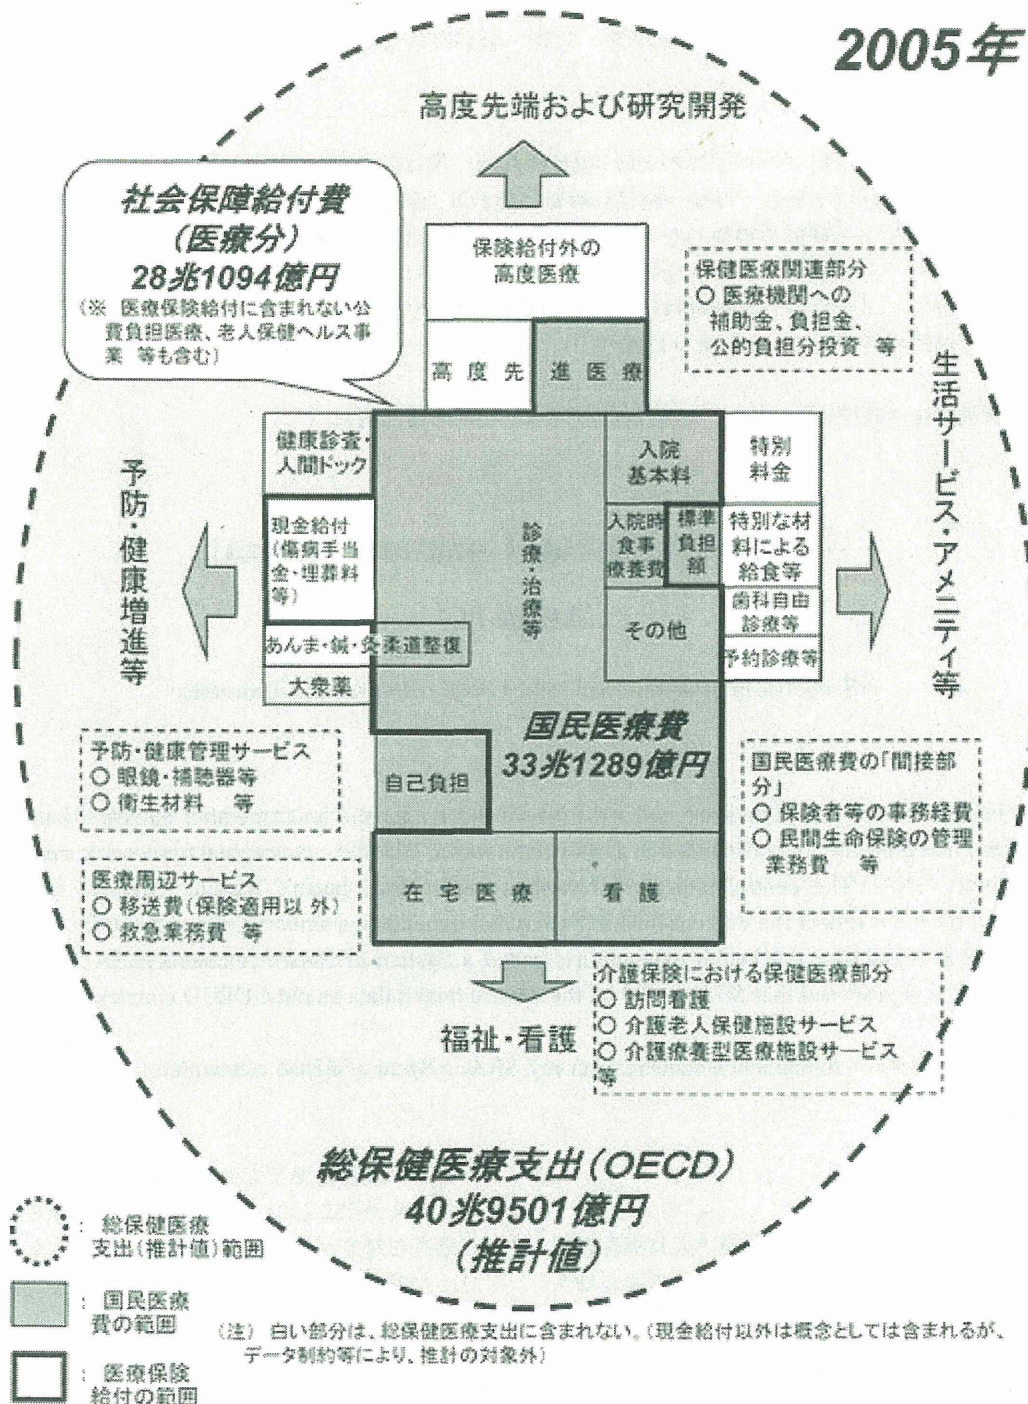 2005年
高度先端および研究開発
社会保障給付費
(医療分)
28兆1094億円
(※ 医療保険給付に含まれない公
費負担医療、老人保健ヘルス事
業 等も含む)
保険給付外の
高度医療
高度先進医療
保健医療関連部分
○ 医療機関への
補助金、負担金、
公的負担分投資 等
生活サービス・アメニティ等
予防・健康増進等
健康診査・
人間ドック
現金給付
(傷病手当
金・埋葬料
等)
あんま・鍼・灸柔道整復
大衆薬
診療・治療等
入院
基本料
特別
料金
入院時
食事
療養費
標準
負担
額
特別な材
料による
給食等
その他
歯科自由
診療等
予約診療等
国民医療費
33兆1289億円
自己負担
在宅医療
看護
予防・健康管理サービス
○ 眼鏡・補聴器等
○ 衛生材料 等
医療周辺サービス
○ 移送費(保険適用以外)
○ 救急業務費 等
国民医療費の「間接部
分」
○ 保険者等の事務経費
○ 民間生命保険の管理
業務費 等
福祉・看護
介護保険における保健医療部分
○ 訪問看護
○ 介護老人保健施設サービス
○ 介護療養型医療施設サービス
等
総保健医療支出(OECD)
40兆9501億円
(推計値)
: 総保健医療
支出(推計値)範囲
: 国民医療
費の範囲
: 医療保険
給付の範囲
(注) 白い部分は、総保健医療支出に含まれない。(現金給付以外は概念としては含まれるが、
データ制約等により、推計の対象外)